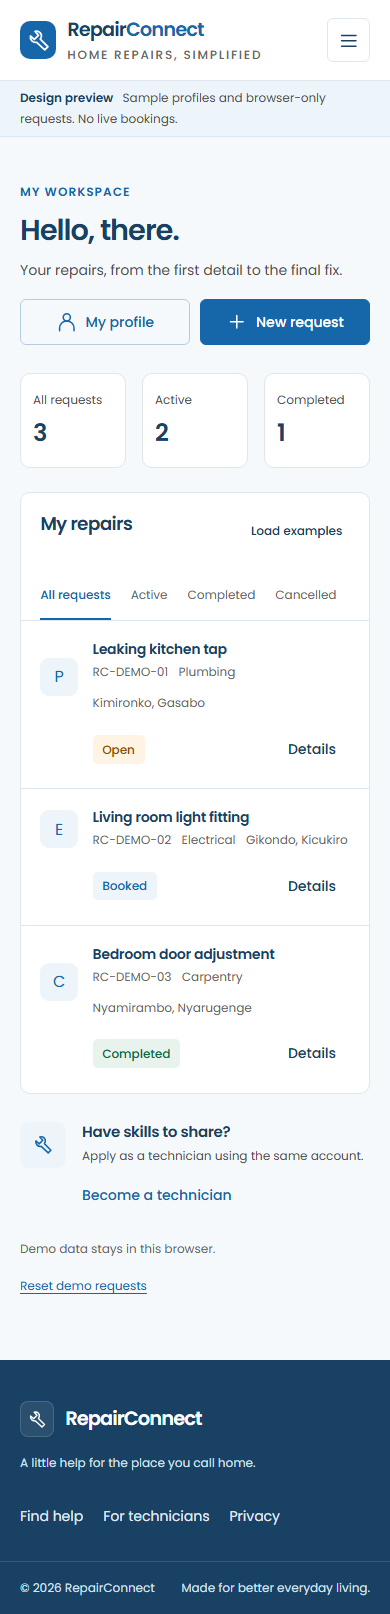 RepairConnect
HOME REPAIRS, SIMPLIFIED
Design preview Sample profiles and browser-only
requests. No live bookings.
MY WORKSPACE
Hello, there.
Your repairs, from the first detail to the final fix.
My profile
New request
All requests
3
Active
2
Completed
1
My repairs
Load examples
All requests Active Completed Cancelled
P
Leaking kitchen tap
RC-DEMO-01 Plumbing
Kimironko, Gasabo
Open
Details
E
Living room light fitting
RC-DEMO-02 Electrical Gikondo, Kicukiro
Booked
Details
C
Bedroom door adjustment
RC-DEMO-03 Carpentry
Nyamirambo, Nyarugenge
Completed
Details
Have skills to share?
Apply as a technician using the same account.
Become a technician
Demo data stays in this browser.
Reset demo requests
RepairConnect
A little help for the place you call home.
Find help For technicians Privacy
© 2026 RepairConnect Made for better everyday living.